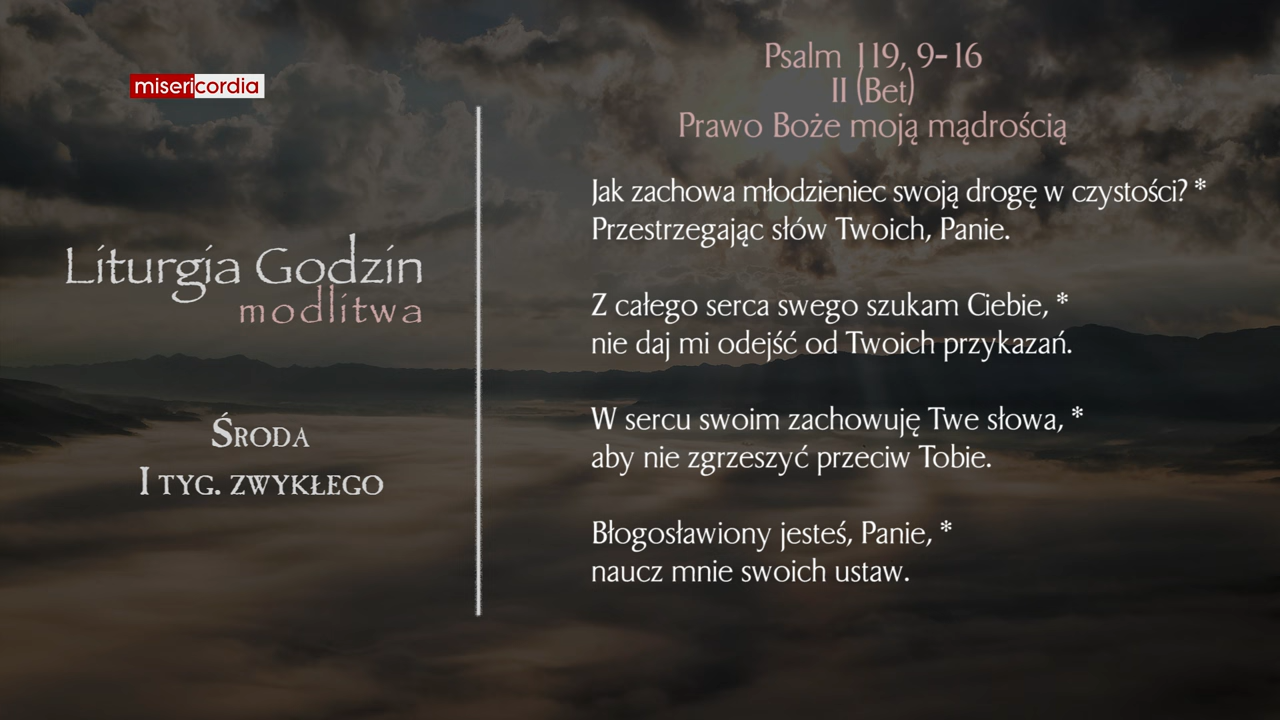 misericordia
Liturgia Godzin
modlitwa
Środa
I tyg. zwykłego
Psalm 119, 9-16
II (Bet)
Prawo Boże moją mądrością
Jak zachowa młodzieniec swoją drogę w czystości? *
Przestrzegając słów Twoich, Panie.
Z całego serca swego szukam Ciebie, *
nie daj mi odejść od Twoich przykazań.
W sercu swoim zachowuję Twe słowa, *
aby nie zgrzeszyć przeciw Tobie.
Błogosławiony jesteś, Panie, *
naucz mnie swoich ustaw.